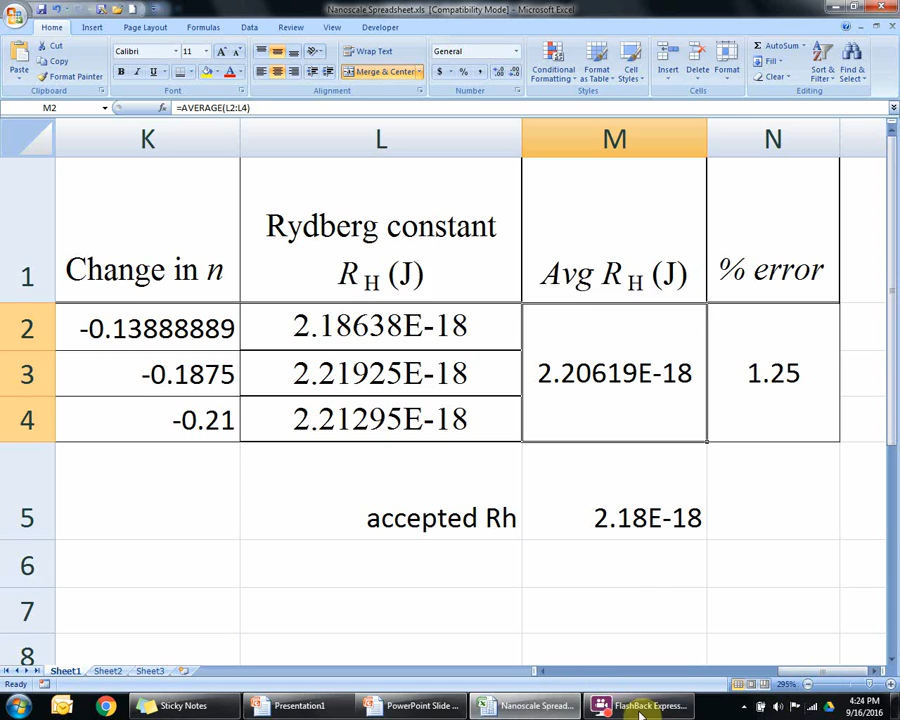 Nanoscale Spreadsheet.xls [Compatibility Mode] - Microsoft Excel
Home Insert Page Layout Formulas Data Review View
Paste
Cut
Copy
Format Painter
Clipboard
Calibri 11 A A
B I U A
Font
Wrap Text
Merge & Center
Alignment
General
$ % ,
Number
Conditional Formatting Format as Table Cell Styles
Styles
Insert Delete Format
Cells
Σ AutoSum
Fill
Clear
Sort & Filter Find & Select
Editing
M2 fx =AVERAGE(L2:L4)
K L M N
1 Change in n Rydberg constant R H (J) Avg R H (J) % error
2 -0.13888889 2.18638E-18
3 -0.1875 2.21925E-18 2.20619E-18 1.25
4 -0.21 2.21295E-18
5 accepted Rh 2.18E-18
6
7
8
Sheet1 Sheet2 Sheet3
Ready 295%
Sticky Notes Presentation1 PowerPoint Slide ... Nanoscale Spread... FlashBack Express...
4:24 PM
9/16/2016